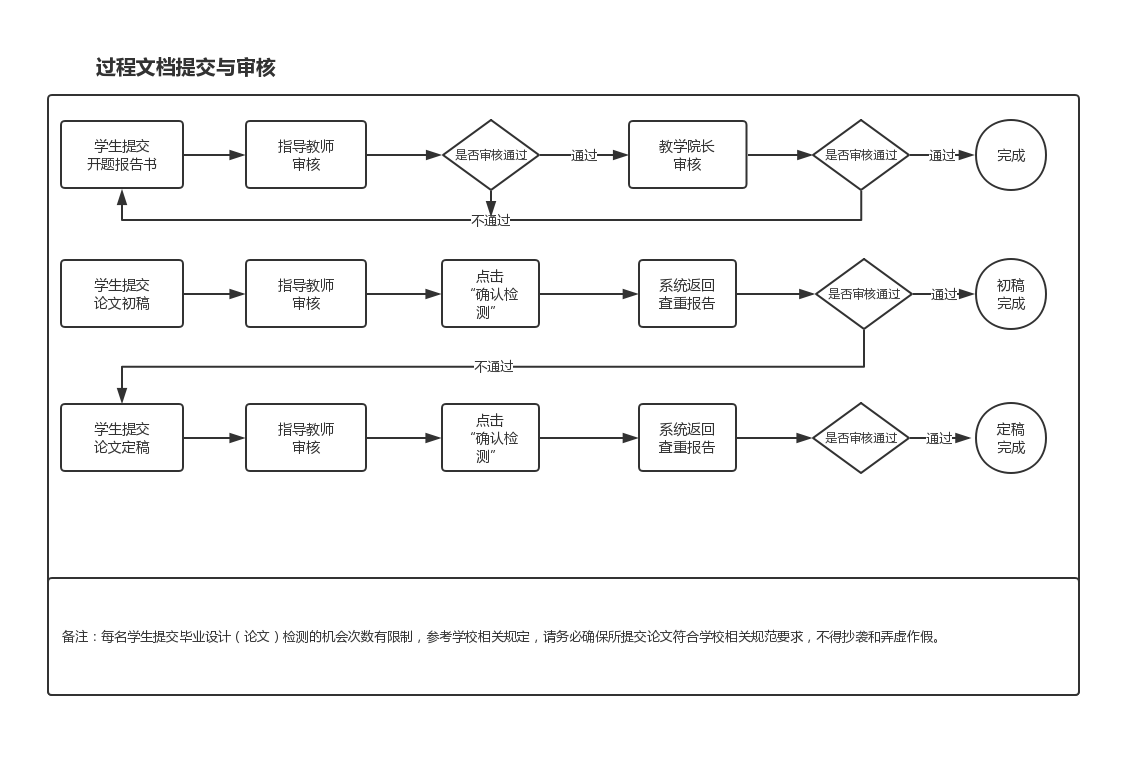 过程文档提交与审核
学生提交
开题报告书
指导教师
审核
是否审核通过
通过
教学院长
审核
是否审核通过
通过
完成
不通过
学生提交
论文初稿
指导教师
审核
点击
“确认检
测”
系统返回
查重报告
是否审核通过
通过
初稿
完成
不通过
学生提交
论文定稿
指导教师
审核
点击
“确认检
测”
系统返回
查重报告
是否审核通过
通过
定稿
完成
备注：每名学生提交毕业设计（论文）检测的机会次数有限制，参考学校相关规定，请务必确保所提交论文符合学校相关规范要求，不得抄袭和弄虚作假。